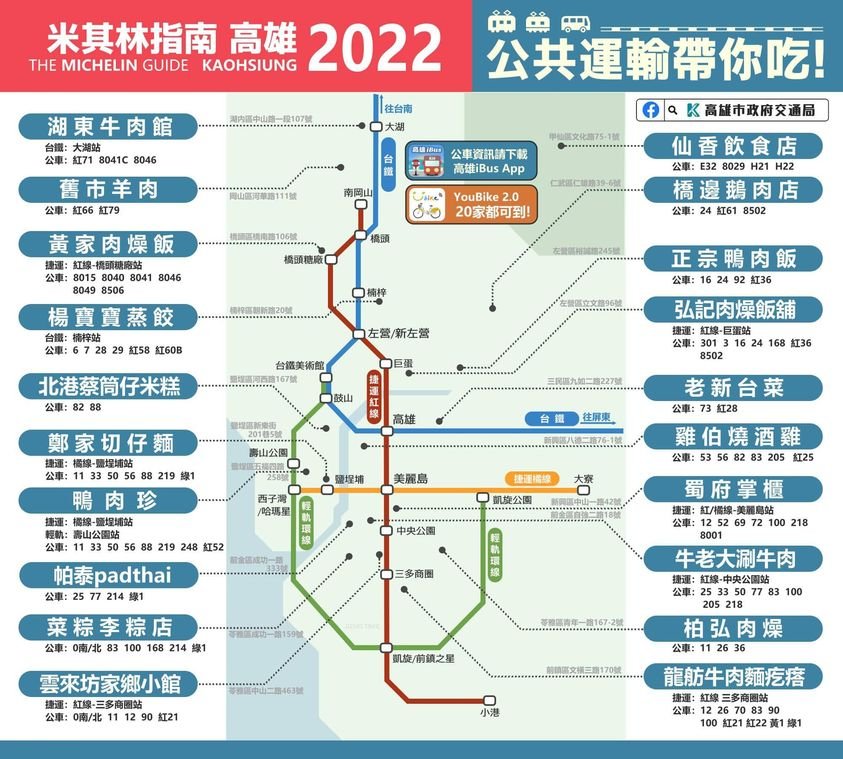 米其林指南 高雄 2022
THE MICHELIN GUIDE KAOHSIUNG
公共運輸帶你吃!
高雄市政府交通局
湖東牛肉館
台鐵: 大湖站
公車: 紅71 8041C 8046
舊市羊肉
公車: 紅66 紅79
黃家肉燥飯
捷運: 紅線-橋頭糖廠站
公車: 8015 8040 8041 8046
8049 8506
楊寶寶蒸餃
台鐵: 楠梓站
公車: 6 7 28 29 紅58 紅60B
北港蔡筒仔米糕
公車: 82 88
鄭家切仔麵
捷運: 橘線-鹽埕埔站
公車: 11 33 50 56 88 219 綠1
鴨肉珍
捷運: 橘線-鹽埕埔站
輕軌: 壽山公園站
公車: 11 33 50 56 88 219 248 紅52
帕泰padthai
公車: 25 77 214 綠1
菜粽李粽店
公車: 0南/北 83 100 168 214 綠1
雲來坊家鄉小館
捷運: 紅線-三多商圈站
公車: 0南/北 11 12 90 紅21
湖內區中山路一段107號
岡山區河華路111號
橋頭區橋南路106號
楠梓區朝新路20號
鹽埕區河西路167號
鹽埕區新樂街
201巷5號
鹽埕區五福四路
258號
前金區成功一路
333號
苓雅區成功一路159號
苓雅區中山二路463號
往台南
大湖
台鐵
南岡山
橋頭
橋頭糖廠
楠梓
左營/新左營
台鐵美術館
巨蛋
鼓山
捷運紅線
高雄
台鐵 往屏東
壽山公園
鹽埕埔
美麗島
捷運橘線
大寮
西子灣
/哈瑪星
輕軌環線
凱旋公園
中央公園
輕軌環線
三多商圈
凱旋/前鎮之星
小港
高雄iBus
公車資訊請下載
高雄iBus App
YouBike 2.0
20家都可到!
甲仙區文化路75-1號
仁武區仁雄路39-6號
左營區裕誠路245號
左營區立文路96號
三民區九如二路227號
新興區八德二路76-1號
新興區中山一路42號
前金區自強二路18號
苓雅區青年一路167-2號
前鎮區文橫三路170號
仙香飲食店
公車: E32 8029 H21 H22
橋邊鵝肉店
公車: 24 紅61 8502
正宗鴨肉飯
公車: 16 24 92 紅36
弘記肉燥飯舖
捷運: 紅線-巨蛋站
公車: 301 3 16 24 168 紅36
8502
老新台菜
公車: 73 紅28
雞伯燒酒雞
公車: 53 56 82 83 205 紅25
蜀府掌櫃
捷運: 紅/橘線-美麗島站
公車: 12 52 69 72 100 218
8001
牛老大涮牛肉
捷運: 紅線-中央公園站
公車: 25 33 50 77 83 100
205 218
柏弘肉燥
公車: 11 26 36
龍舫牛肉麵疙瘩
捷運: 紅線 三多商圈站
公車: 12 26 70 83 90
100 紅21 紅22 黃1 綠1